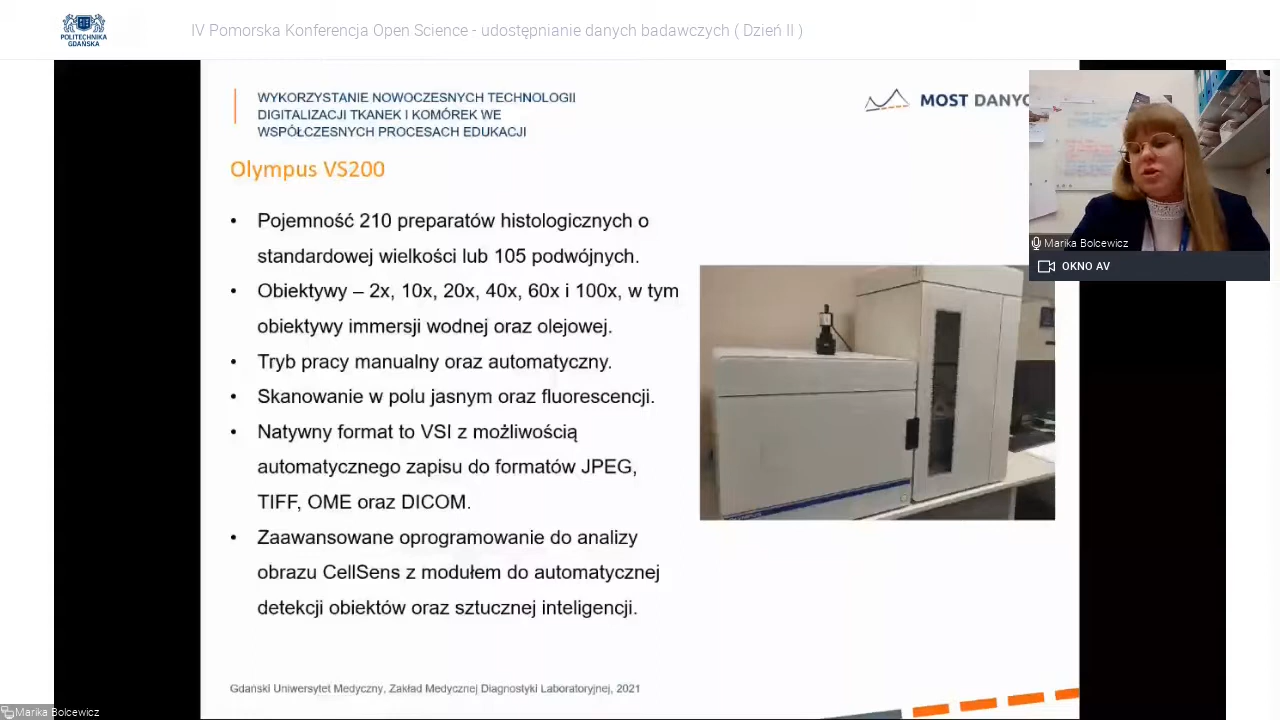 POLITECHNIKA
GDAŃSKA
IV Pomorska Konferencja Open Science - udostępnianie danych badawczych ( Dzień II )
WYKORZYSTANIE NOWOCZESNYCH TECHNOLOGII
DIGITALIZACJI TKANEK I KOMÓREK WE
WSPÓŁCZESNYCH PROCESACH EDUKACJI
MOST DANYC
Olympus VS200
• Pojemność 210 preparatów histologicznych o
standardowej wielkości lub 105 podwójnych.
• Obiektywy – 2x, 10x, 20x, 40x, 60x i 100x, w tym
obiektywy immersji wodnej oraz olejowej.
• Tryb pracy manualny oraz automatyczny.
• Skanowanie w polu jasnym oraz fluorescencji.
• Natywny format to VSI z możliwością
automatycznego zapisu do formatów JPEG,
TIFF, OME oraz DICOM.
• Zaawansowane oprogramowanie do analizy
obrazu CellSens z modułem do automatycznej
detekcji obiektów oraz sztucznej inteligencji.
Marika Bolcewicz
OKNO AV
Gdański Uniwersytet Medyczny, Zakład Medycznej Diagnostyki Laboratoryjnej, 2021
Marika Bolcewicz